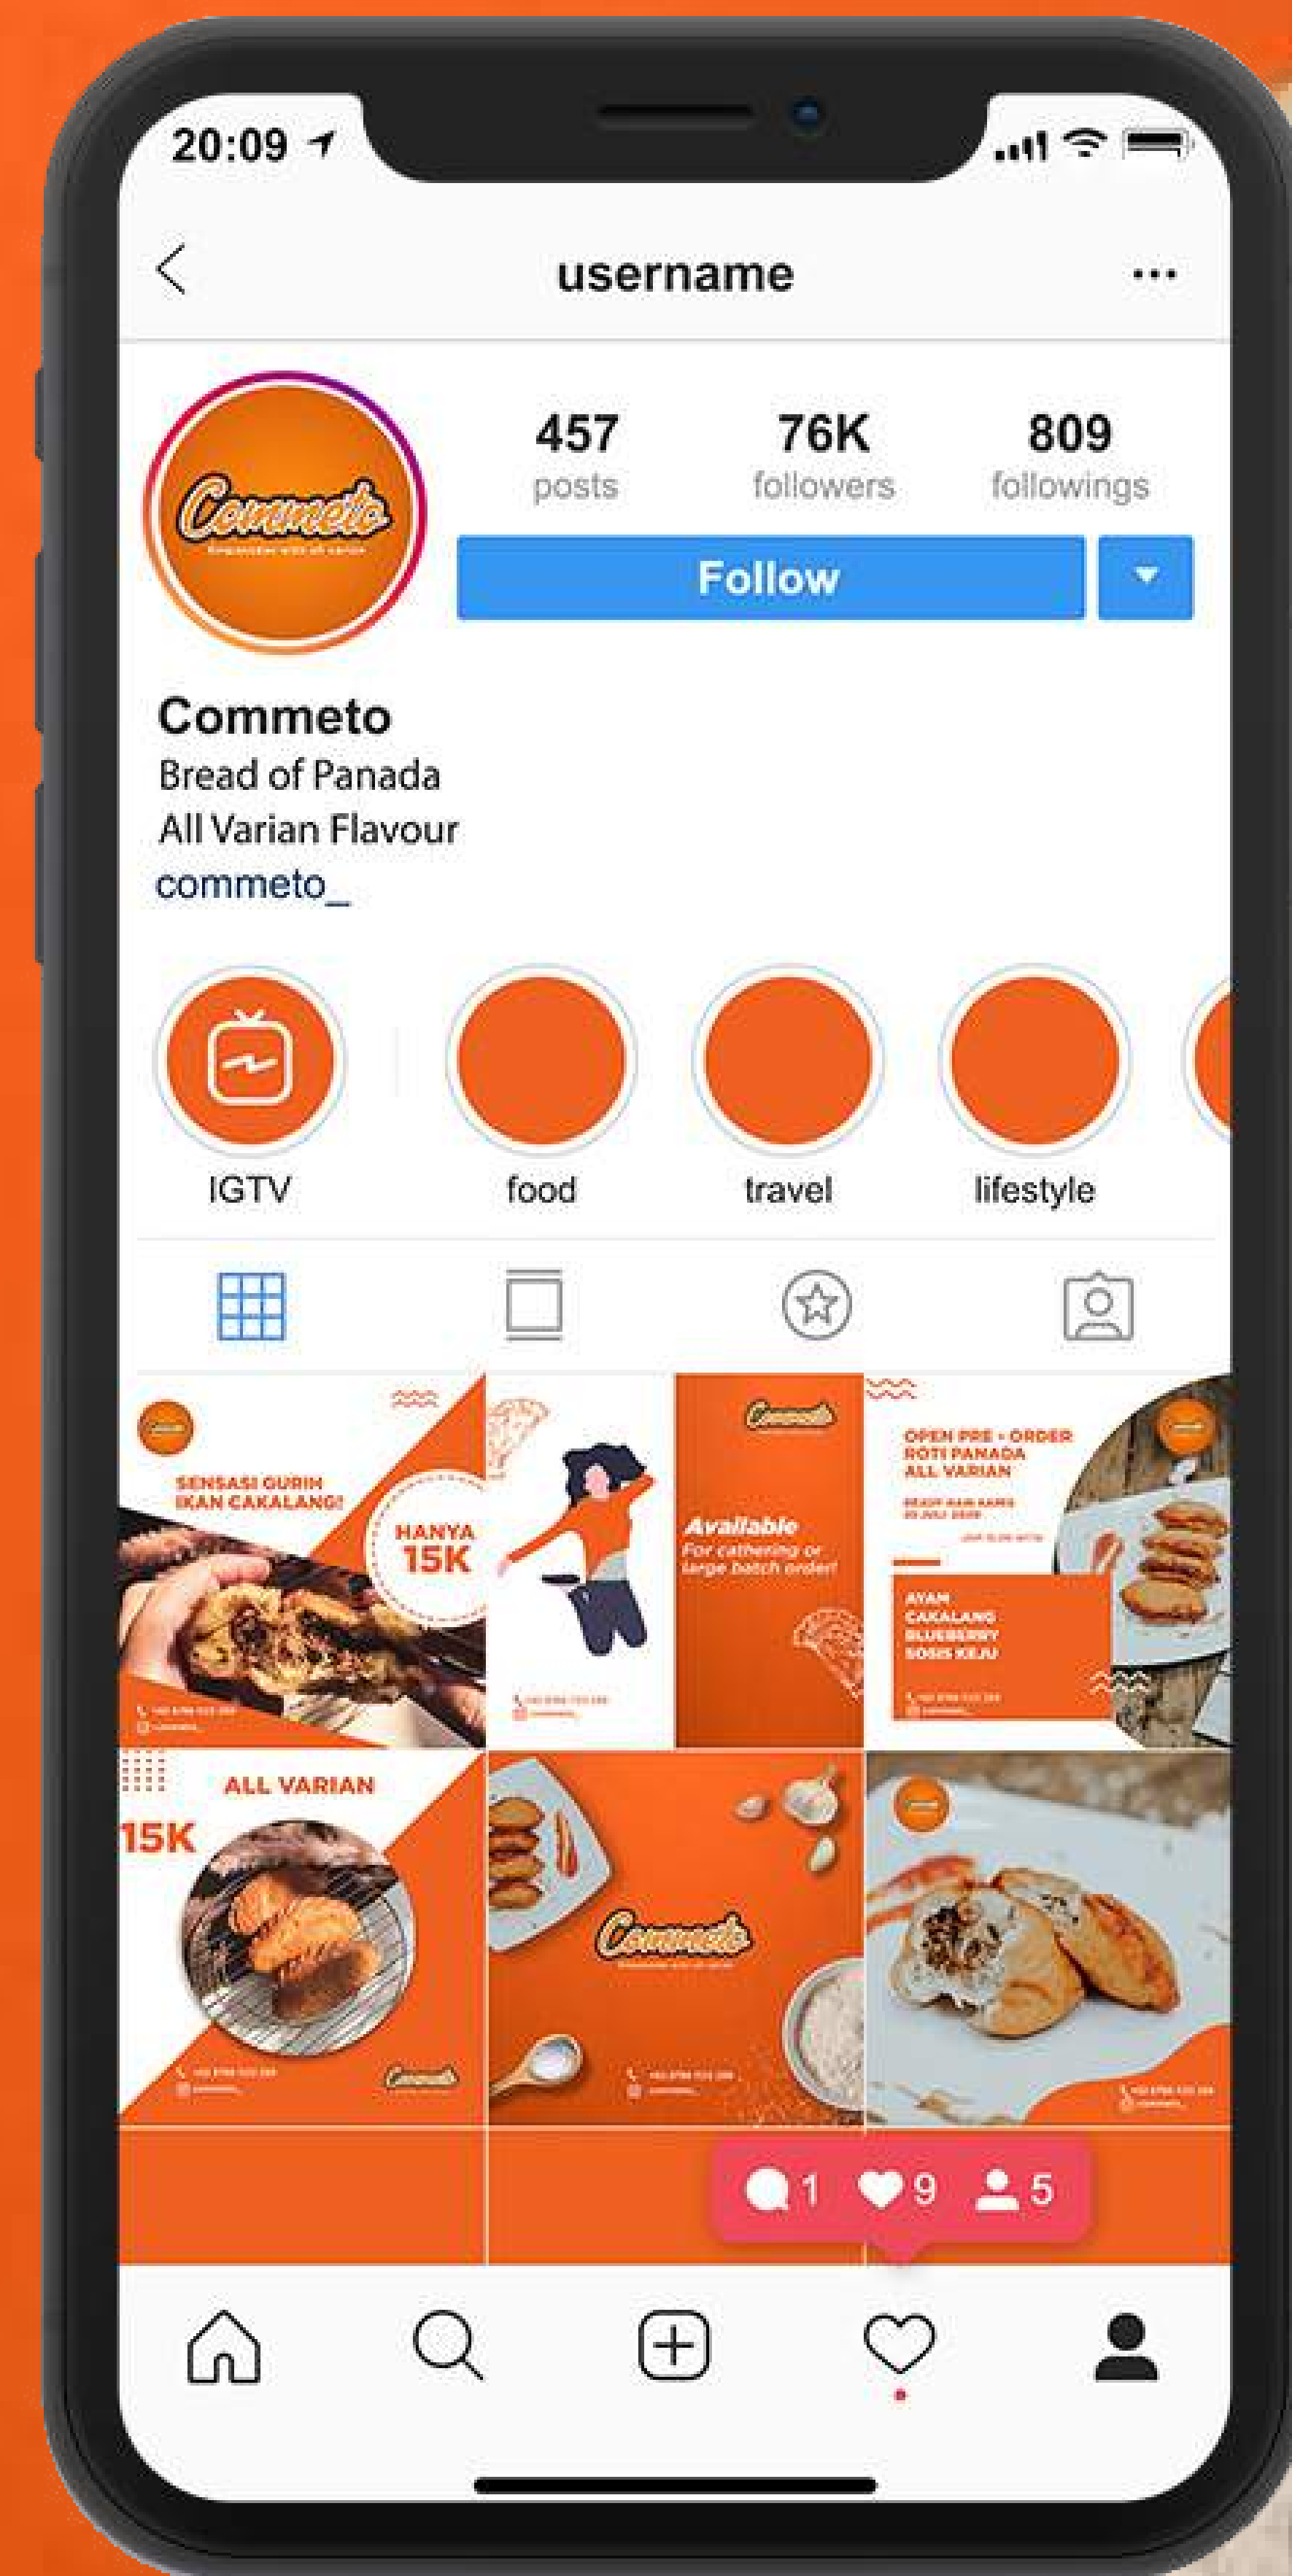 20:09
username
Commeto
457
posts
76K
followers
809
followings
Follow
Commeto
Bread of Panada
All Varian Flavour
commeto_
IGTV
food
travel
lifestyle
SENSASI GURIH
IKAN CAKALANG!
HANYA
15K
Commeto
Available
For cathering or
large batch order!
OPEN PRE - ORDER
ROTI PANADA
ALL VARIAN
AYAM
CAKALANG
BLUEBERRY
SOSIS KEJU
ALL VARIAN
15K
Commeto
Commeto
1
9
5